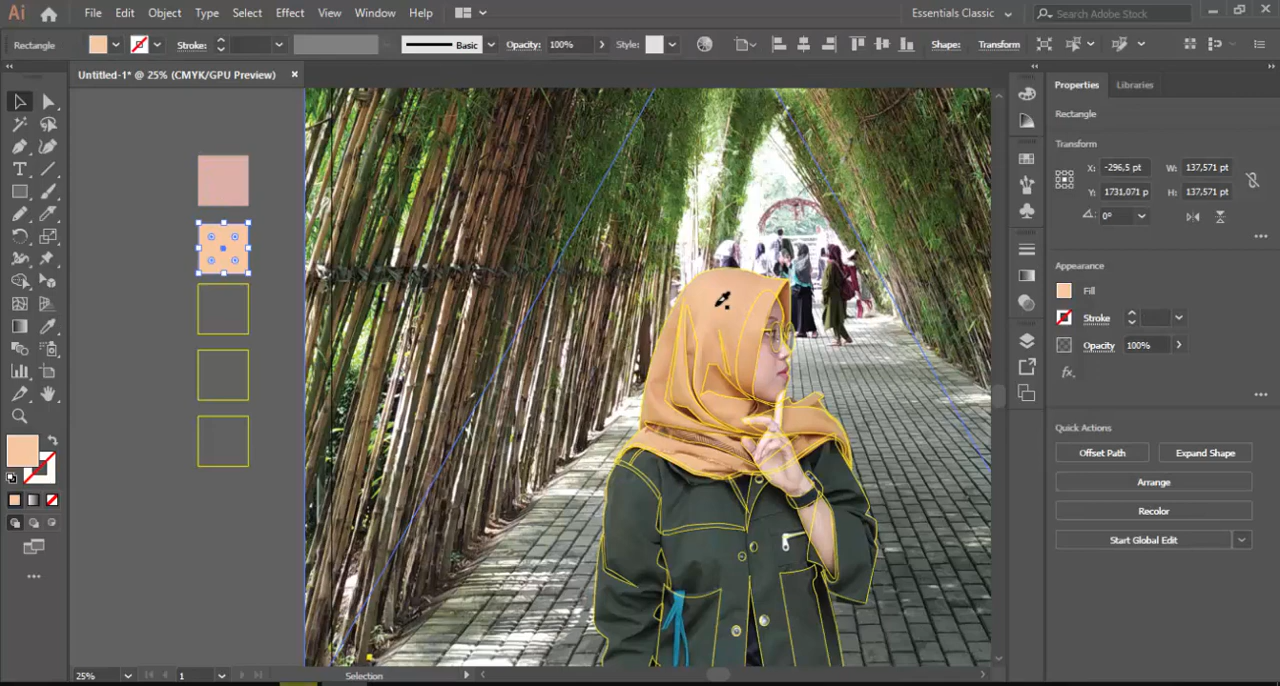 Ai File Edit Object Type Select Effect View Window Help Essentials Classic Search Adobe Stock
Rectangle Stroke: Basic Opacity: 100% Style: Shape: Transform
Untitled-1* @ 25% (CMYK/GPU Preview) ×
Properties Libraries
Rectangle
Transform
X: -296,5 pt W: 137,571 pt
Y: 1731,071 p H: 137,571 pt
0°
Appearance
Fill
Stroke
Opacity 100%
fx.
Quick Actions
Offset Path Expand Shape
Arrange
Recolor
Start Global Edit
25% 1 Selection